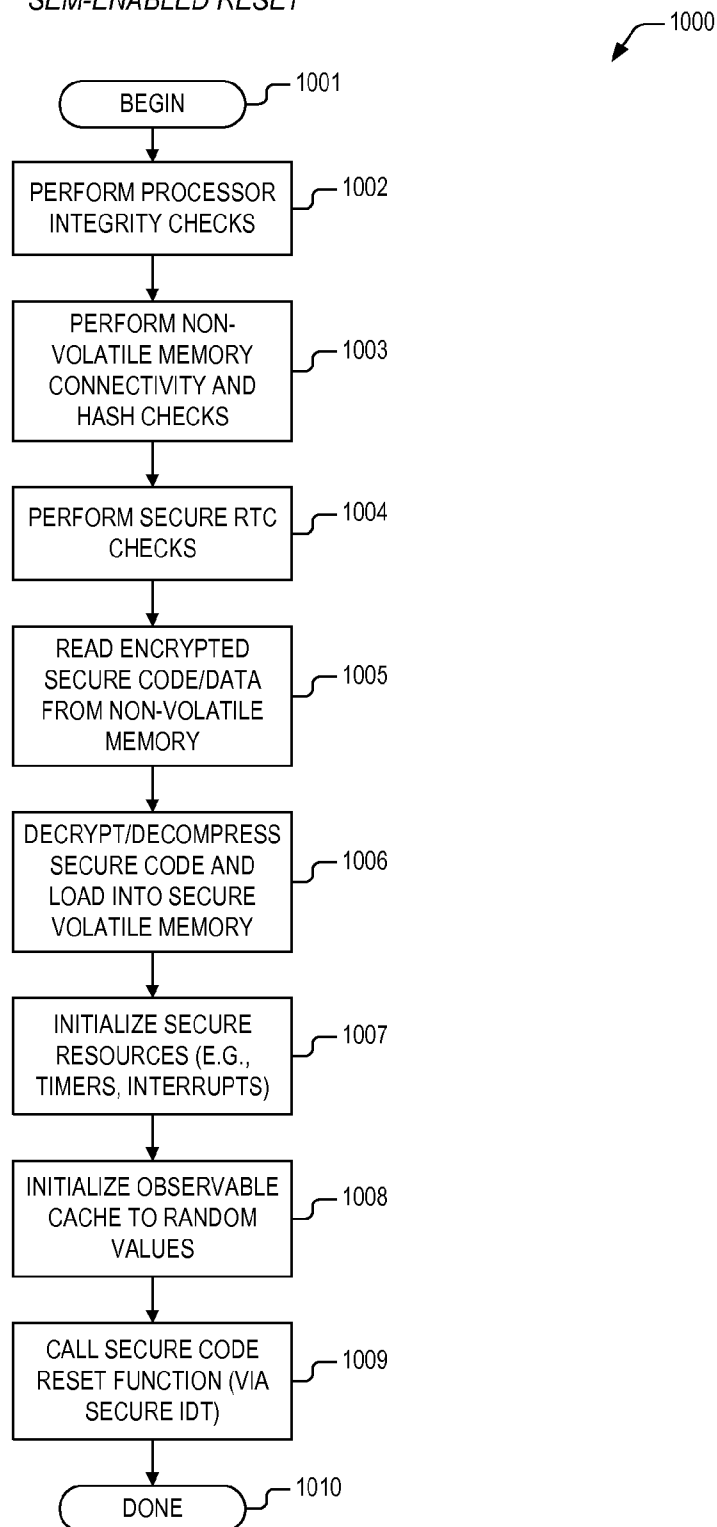 SEM-ENABLED RESET
1000
BEGIN
1001
PERFORM PROCESSOR
INTEGRITY CHECKS
1002
PERFORM NON-
VOLATILE MEMORY
CONNECTIVITY AND
HASH CHECKS
1003
PERFORM SECURE RTC
CHECKS
1004
READ ENCRYPTED
SECURE CODE/DATA
FROM NON-VOLATILE
MEMORY
1005
DECRYPT/DECOMPRESS
SECURE CODE AND
LOAD INTO SECURE
VOLATILE MEMORY
1006
INITIALIZE SECURE
RESOURCES (E.G.,
TIMERS, INTERRUPTS)
1007
INITIALIZE OBSERVABLE
CACHE TO RANDOM
VALUES
1008
CALL SECURE CODE
RESET FUNCTION (VIA
SECURE IDT)
1009
DONE
1010